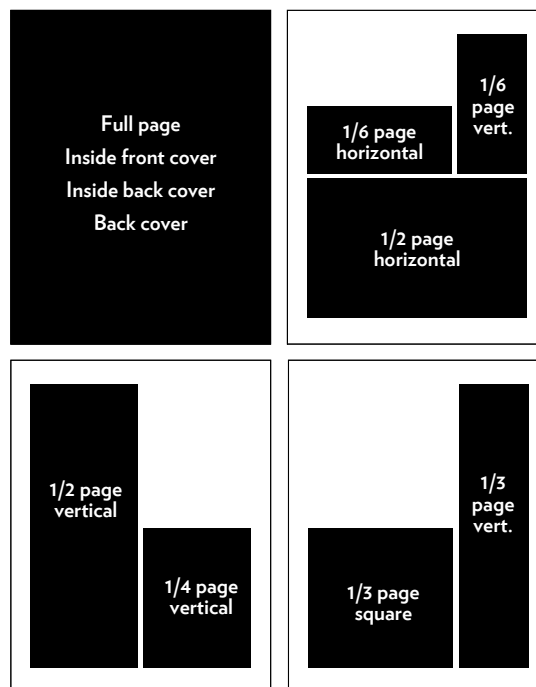 Full page
Inside front cover
Inside back cover
Back cover
1/6
page
vert.
1/6 page
horizontal
1/2 page
horizontal
1/2 page
vertical
1/4 page
vertical
1/3
page
vert.
1/3 page
square